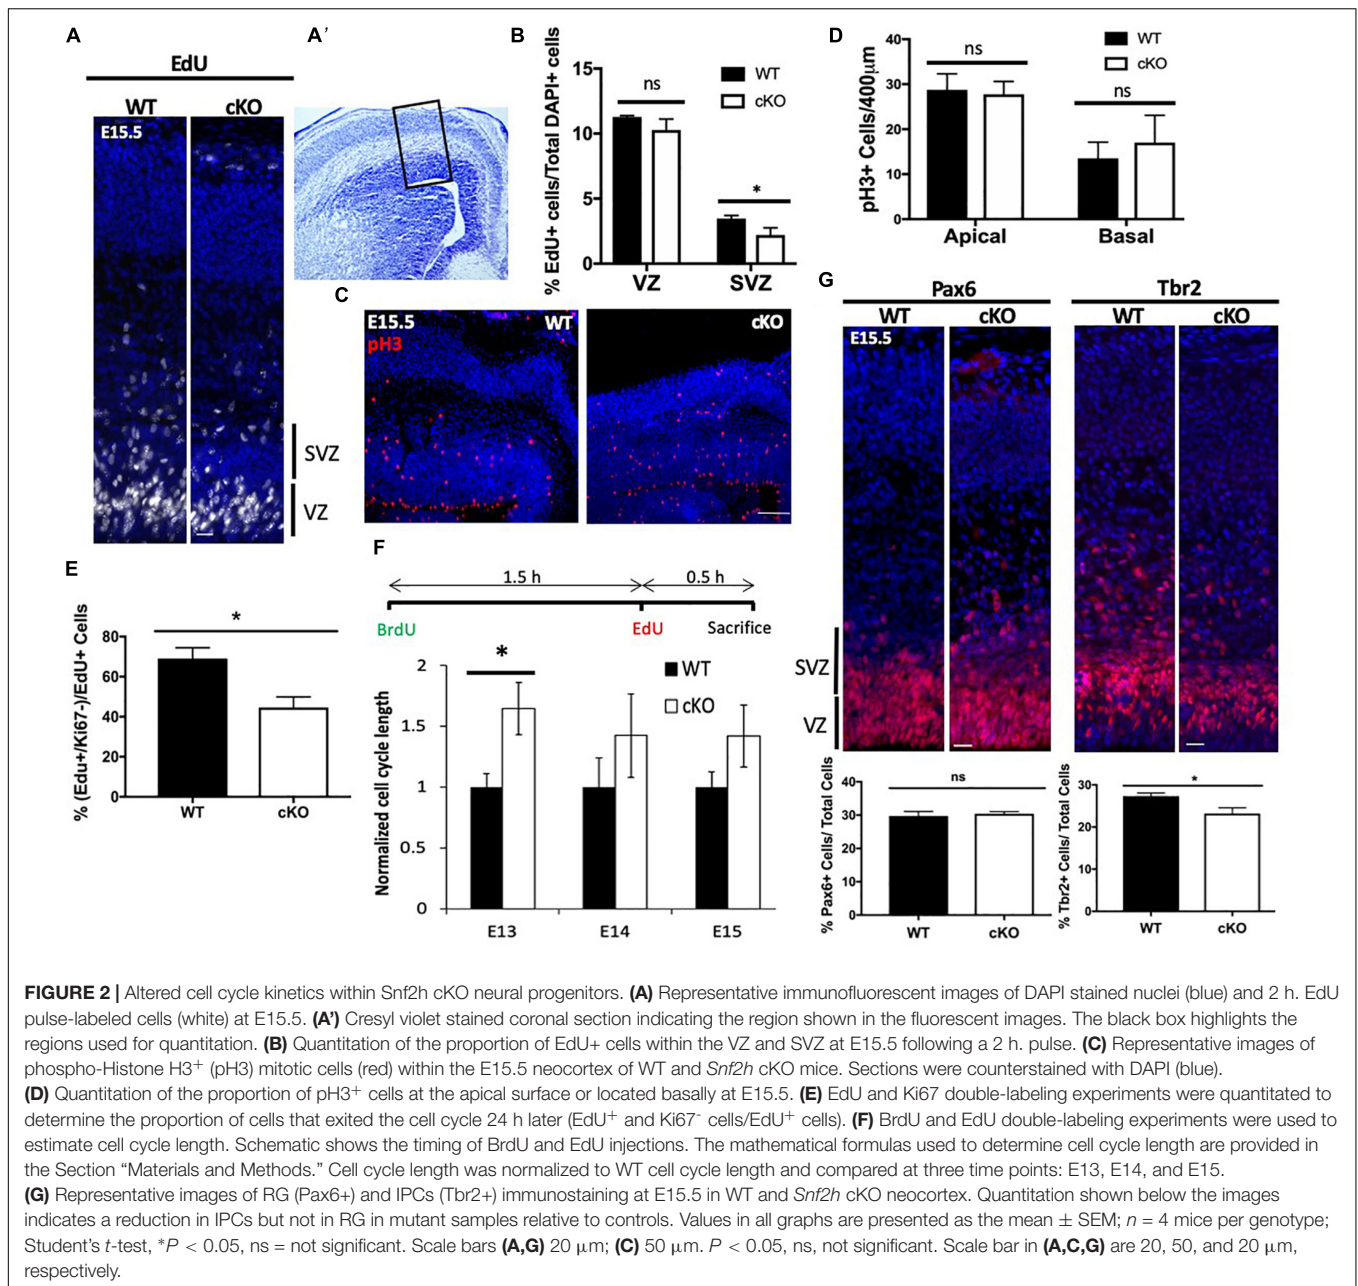 A
EdU
WT cKO
E15.5
SVZ
VZ
A'
B
% EdU+ cells/Total DAPI+ cells
15
10
5
0
ns
*
WT
cKO
VZ SVZ
C
E15.5 WT
pH3
cKO
D
pH3+ Cells/400μm
40
30
20
10
0
ns
ns
WT
cKO
Apical Basal
E
% (Edu+/Ki67-)/EdU+ Cells
80
60
40
20
0
*
WT cKO
F
1.5 h 0.5 h
BrdU EdU Sacrifice
Normalized cell cycle length
2
1.5
1
0.5
0
*
WT
cKO
E13 E14 E15
G
Pax6 Tbr2
WT cKO WT cKO
E15.5
SVZ
VZ
% Pax6+ Cells/ Total Cells
40
30
20
10
0
ns
WT cKO
% Tbr2+ Cells/ Total Cells
30
20
10
0
*
WT cKO
FIGURE 2 | Altered cell cycle kinetics within Snf2h cKO neural progenitors. (A) Representative immunofluorescent images of DAPI stained nuclei (blue) and 2 h. EdU
pulse-labeled cells (white) at E15.5. (A') Cresyl violet stained coronal section indicating the region shown in the fluorescent images. The black box highlights the
regions used for quantitation. (B) Quantitation of the proportion of EdU+ cells within the VZ and SVZ at E15.5 following a 2 h. pulse. (C) Representative images of
phospho-Histone H3⁺ (pH3) mitotic cells (red) within the E15.5 neocortex of WT and Snf2h cKO mice. Sections were counterstained with DAPI (blue).
(D) Quantitation of the proportion of pH3⁺ cells at the apical surface or located basally at E15.5. (E) EdU and Ki67 double-labeling experiments were quantitated to
determine the proportion of cells that exited the cell cycle 24 h later (EdU⁺ and Ki67⁻ cells/EdU⁺ cells). (F) BrdU and EdU double-labeling experiments were used to
estimate cell cycle length. Schematic shows the timing of BrdU and EdU injections. The mathematical formulas used to determine cell cycle length are provided in
the Section “Materials and Methods.” Cell cycle length was normalized to WT cell cycle length and compared at three time points: E13, E14, and E15.
(G) Representative images of RG (Pax6+) and IPCs (Tbr2+) immunostaining at E15.5 in WT and Snf2h cKO neocortex. Quantitation shown below the images
indicates a reduction in IPCs but not in RG in mutant samples relative to controls. Values in all graphs are presented as the mean ± SEM; n = 4 mice per genotype;
Student's t-test, *P < 0.05, ns = not significant. Scale bars (A,G) 20 μm; (C) 50 μm. P < 0.05, ns, not significant. Scale bar in (A,C,G) are 20, 50, and 20 μm,
respectively.